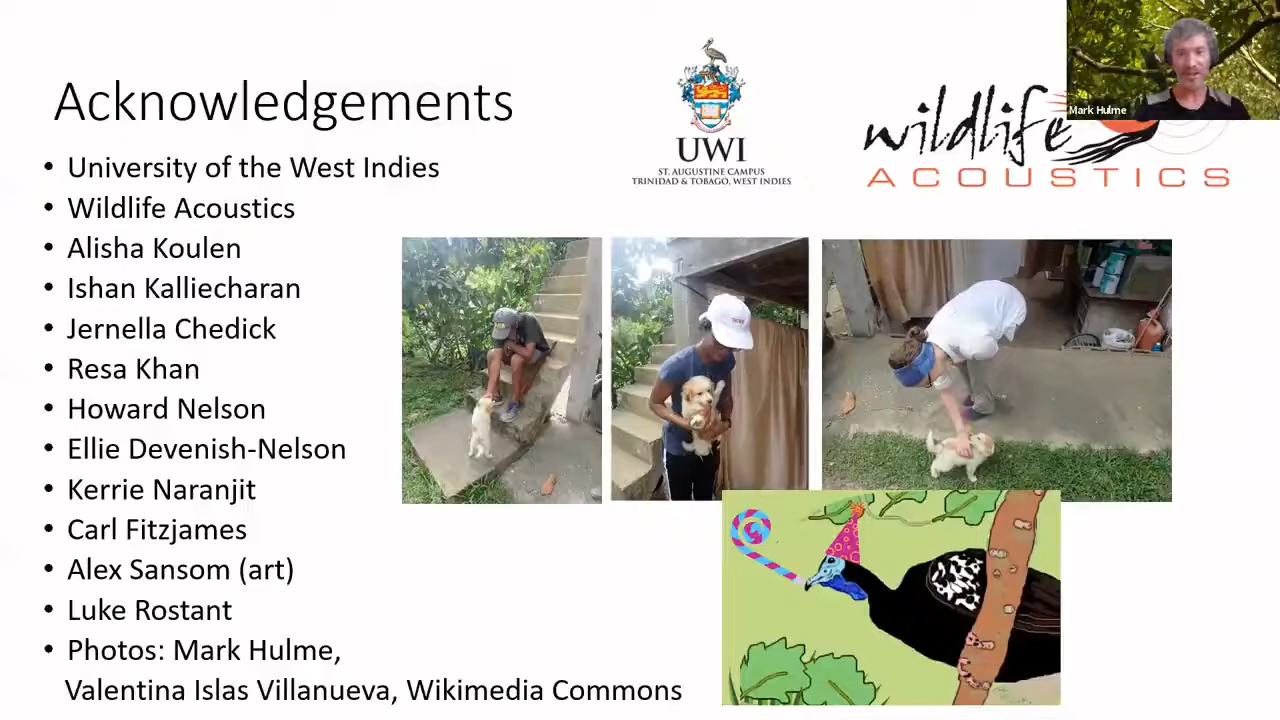 Acknowledgements
• University of the West Indies
• Wildlife Acoustics
• Alisha Koulen
• Ishan Kalliecharan
• Jernella Chedick
• Resa Khan
• Howard Nelson
• Ellie Devenish-Nelson
• Kerrie Naranjit
• Carl Fitzjames
• Alex Sansom (art)
• Luke Rostant
• Photos: Mark Hulme,
Valentina Islas Villanueva, Wikimedia Commons
UWI
ST. AUGUSTINE CAMPUS
TRINIDAD & TOBAGO, WEST INDIES
wildlife
ACOUSTICS
Mark Hulme